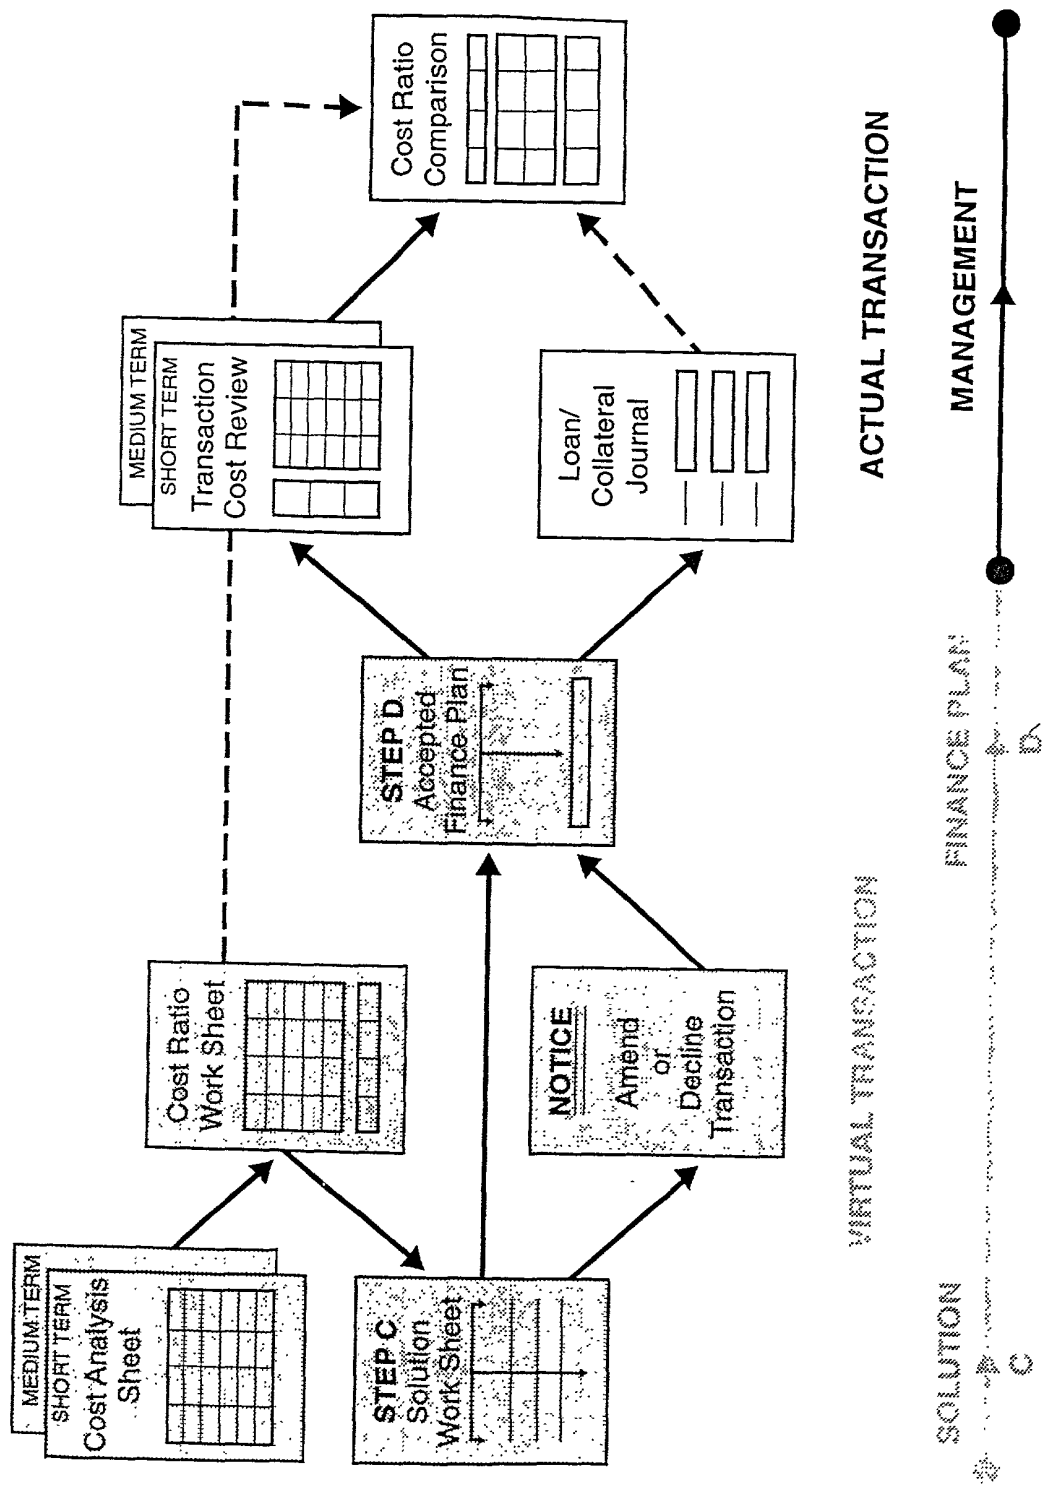 MEDIUM TERM
SHORT TERM
Cost Analysis
Sheet
Cost Ratio
Work Sheet
MEDIUM TERM
SHORT TERM
Transaction
Cost Review
Cost Ratio
Comparison
STEP C
Solution
Work Sheet
NOTICE
Amend
or
Decline
Transaction
STEP D
Accepted
Finance Plan
Loan/
Collateral
Journal
VIRTUAL TRANSACTION
ACTUAL TRANSACTION
SOLUTION
FINANCE PLAN
MANAGEMENT
C
D